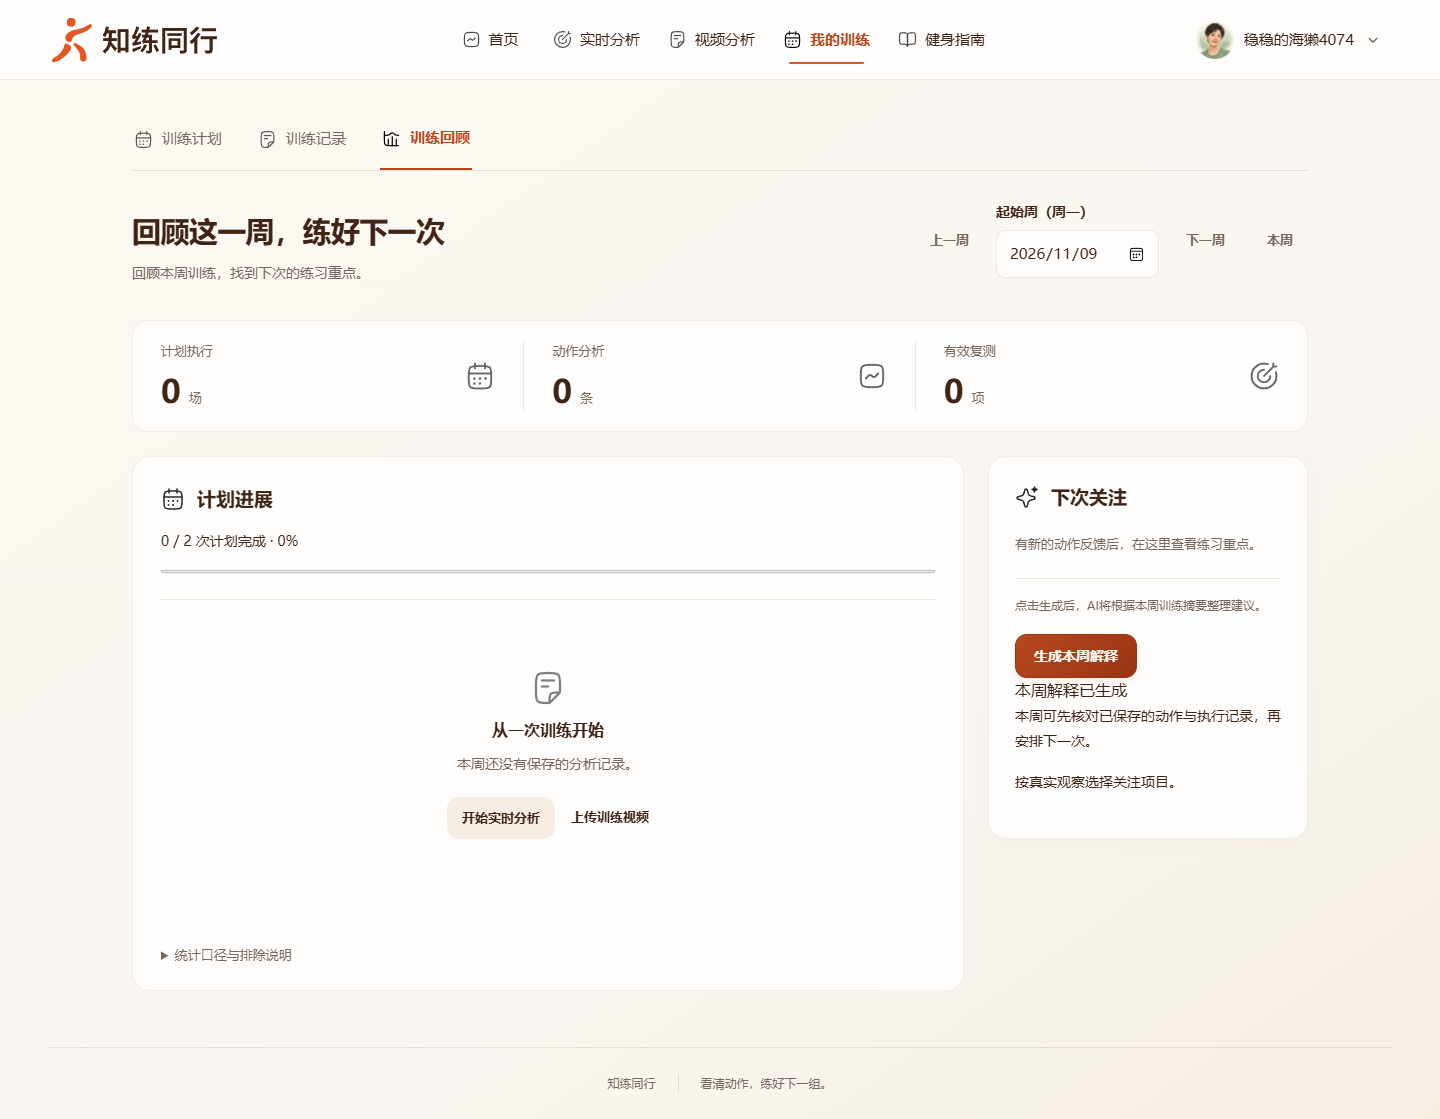 知练同行
首页
实时分析
视频分析
我的训练
健身指南
稳稳的海獭4074
训练计划
训练记录
训练回顾
回顾这一周，练好下一次
回顾本周训练，找到下次的练习重点。
上一周
起始周（周一）
2026/11/09
下一周
本周
计划执行
0 场
动作分析
0 条
有效复测
0 项
计划进展
0 / 2 次计划完成 · 0%
从一次训练开始
本周还没有保存的分析记录。
开始实时分析
上传训练视频
统计口径与排除说明
下次关注
有新的动作反馈后，在这里查看练习重点。
点击生成后，AI将根据本周训练摘要整理建议。
生成本周解释
本周解释已生成
本周可先核对已保存的动作与执行记录，再
安排下一次。
按真实观察选择关注项目。
知练同行
看清动作，练好下一组。